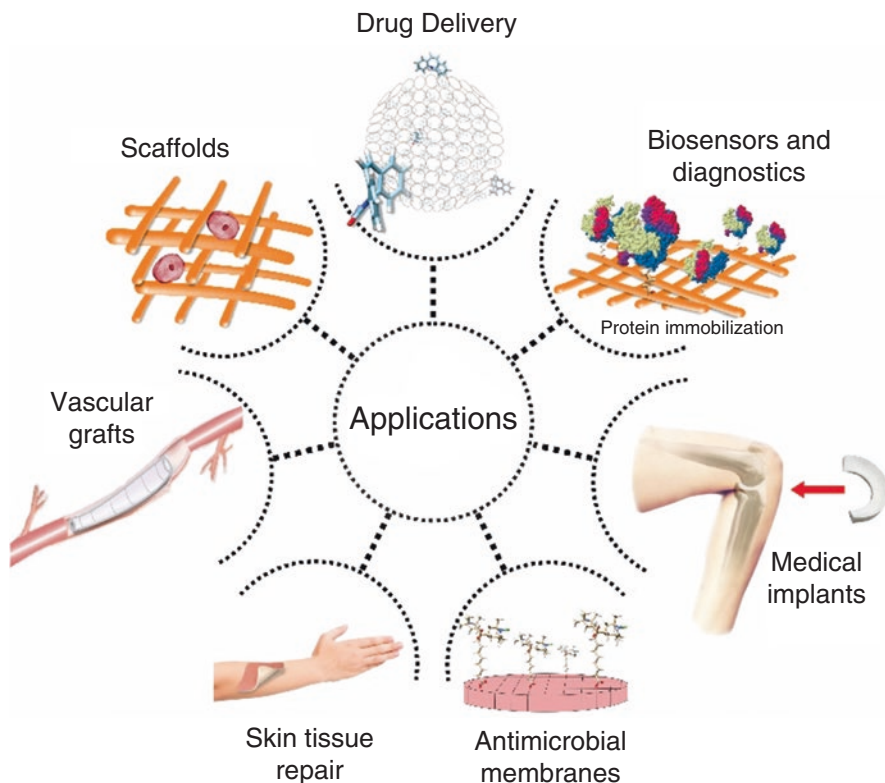 Drug Delivery
Scaffolds
Biosensors and
diagnostics
Protein immobilization
Vascular
grafts
Applications
Medical
implants
Skin tissue
repair
Antimicrobial
membranes